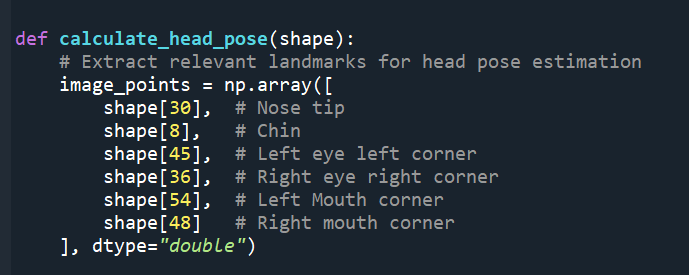 def calculate_head_pose(shape):
    # Extract relevant landmarks for head pose estimation
    image_points = np.array([
        shape[30],  # Nose tip
        shape[8],   # Chin
        shape[45],  # Left eye left corner
        shape[36],  # Right eye right corner
        shape[54],  # Left Mouth corner
        shape[48]   # Right mouth corner
    ], dtype="double")